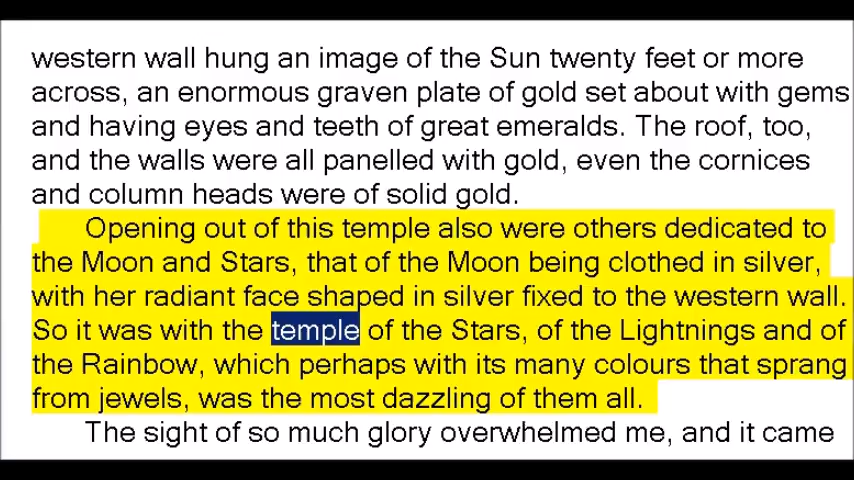 western wall hung an image of the Sun twenty feet or more
across, an enormous graven plate of gold set about with gems
and having eyes and teeth of great emeralds. The roof, too,
and the walls were all panelled with gold, even the cornices
and column heads were of solid gold.
Opening out of this temple also were others dedicated to
the Moon and Stars, that of the Moon being clothed in silver,
with her radiant face shaped in silver fixed to the western wall.
So it was with the temple of the Stars, of the Lightnings and of
the Rainbow, which perhaps with its many colours that sprang
from jewels, was the most dazzling of them all.
The sight of so much glory overwhelmed me, and it came